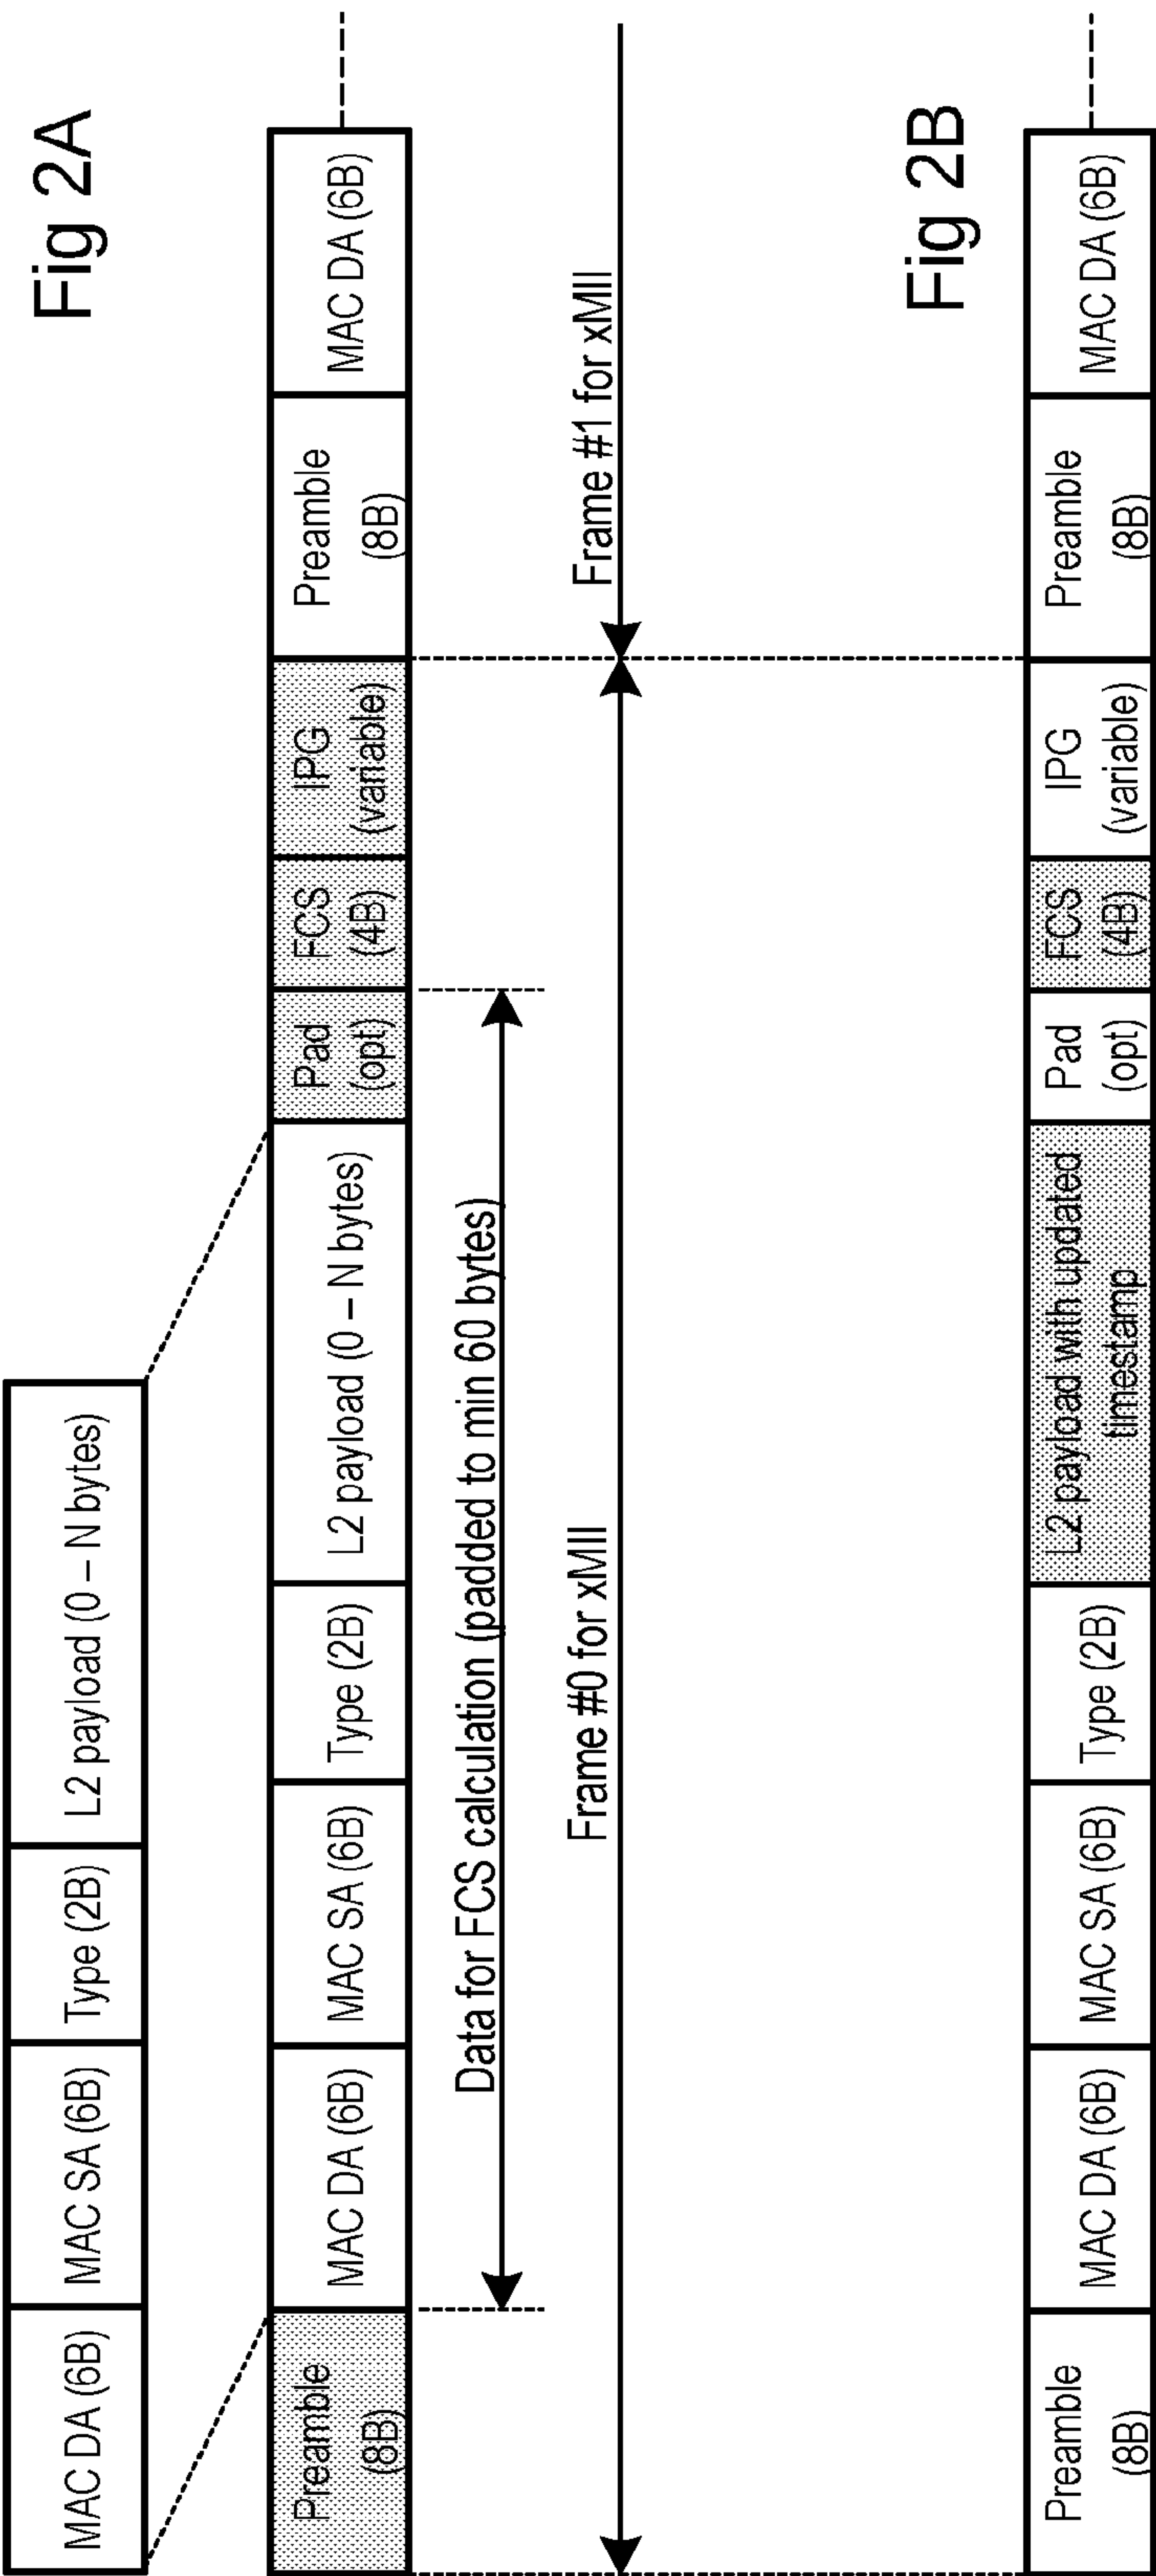 Fig 2A
MAC DA (6B)
MAC SA (6B)
Type (2B)
L2 payload (0 – N bytes)
Preamble
(8B)
MAC DA (6B)
MAC SA (6B)
Type (2B)
L2 payload (0 – N bytes)
Pad
(opt)
FCS
(4B)
IPG
(variable)
Preamble
(8B)
MAC DA (6B)
Data for FCS calculation (padded to min 60 bytes)
Frame #0 for xMII
Frame #1 for xMII
Fig 2B
Preamble
(8B)
MAC DA (6B)
MAC SA (6B)
Type (2B)
L2 payload with updated
timestamp
Pad
(opt)
FCS
(4B)
IPG
(variable)
Preamble
(8B)
MAC DA (6B)